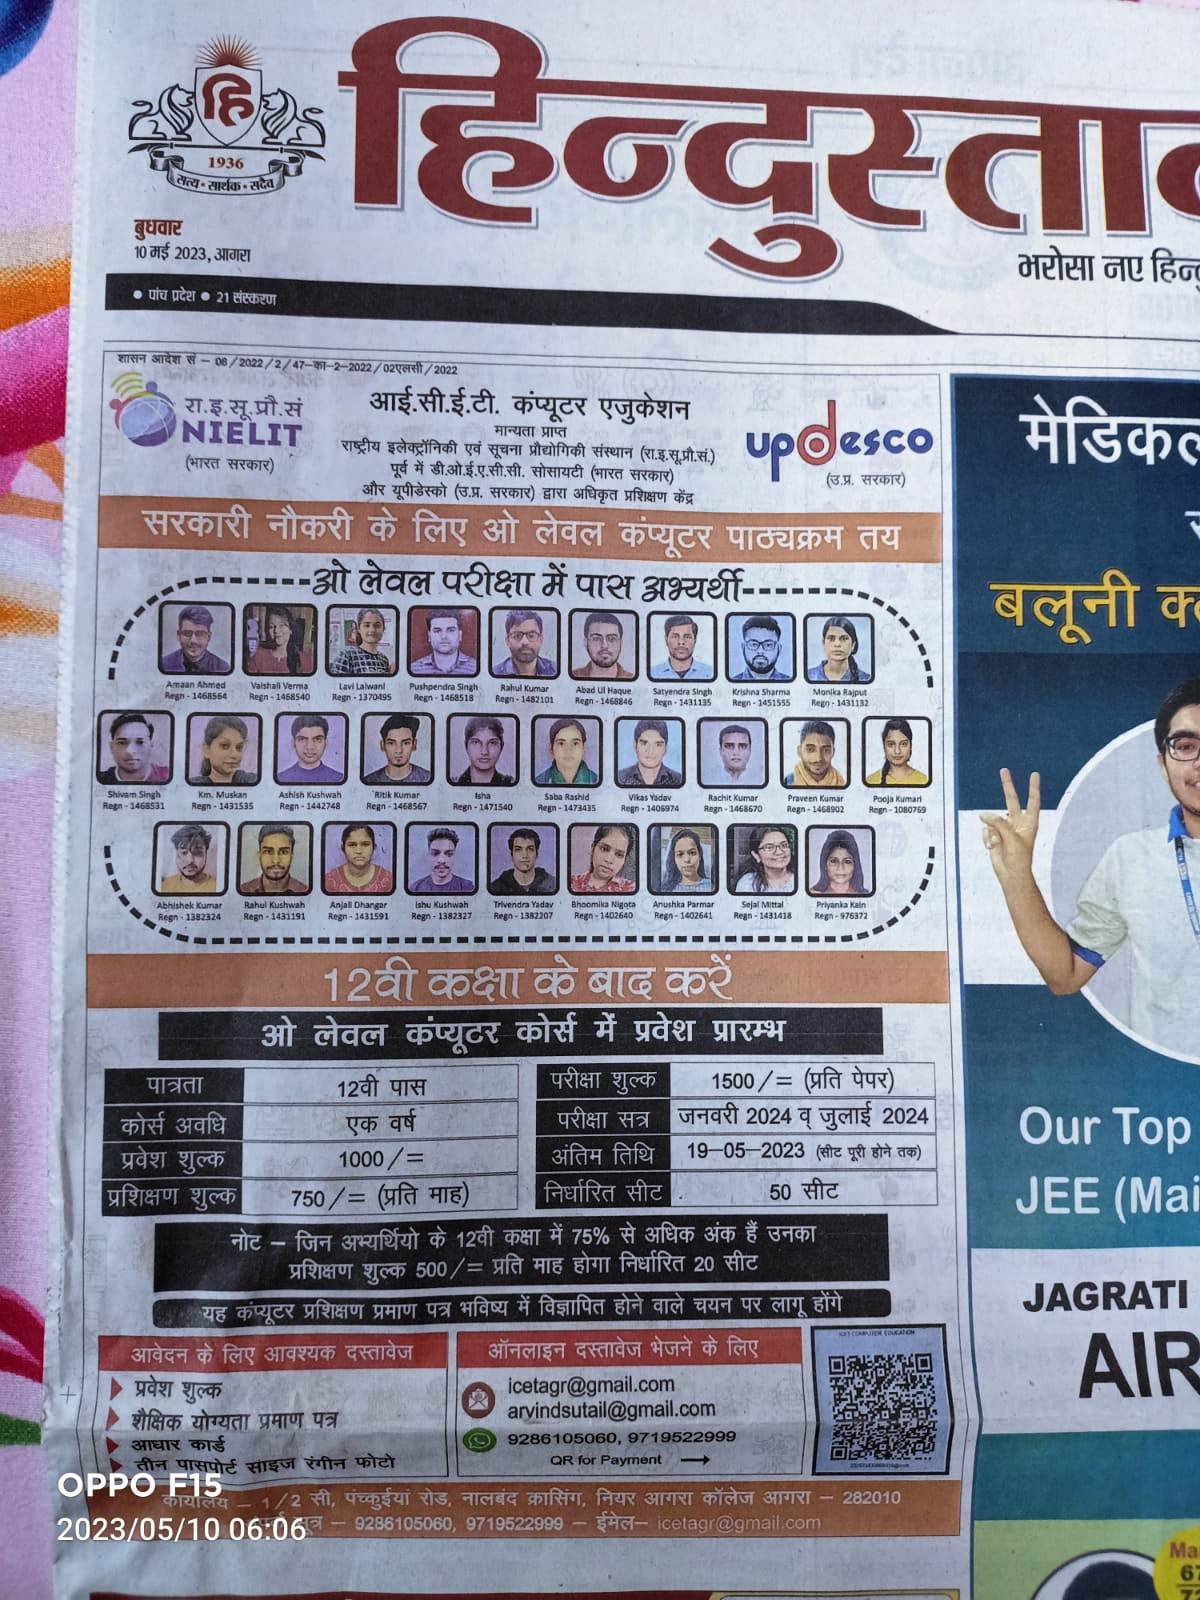 हि
1936
सत्य • सार्थक • सदैव
हिन्दुस्ता
बुधवार
10 मई 2023, आगरा
भरोसा नए हिन्दु
• पांच प्रदेश • 21 संस्करण
शासन आदेश सं - 06/2022/2/47-का-2-2022/02एलसी/2022
रा.इ.सू.प्रौ.सं
NIELIT
(भारत सरकार)
आई.सी.ई.टी. कंप्यूटर एजुकेशन
मान्यता प्राप्त
राष्ट्रीय इलेक्ट्रॉनिकी एवं सूचना प्रौद्योगिकी संस्थान (रा.इ.सू.प्रौ.सं.)
पूर्व में डी.ओ.ई.ए.सी.सी. सोसायटी (भारत सरकार)
और यूपीडेस्को (उ.प्र. सरकार) द्वारा अधिकृत प्रशिक्षण केंद्र
updesco
(उ.प्र. सरकार)
सरकारी नौकरी के लिए ओ लेवल कंप्यूटर पाठ्यक्रम तय
ओ लेवल परीक्षा में पास अभ्यर्थी
Amaan Ahmed Vaishali Verma Lavi Lalwani Pushpendra Singh Rahul Kumar Abad Ul Haque Satyendra Singh Krishna Sharma Monika Rajput
Regn - 1468564 Regn - 1468540 Regn - 1370495 Regn - 1468518 Regn - 1482101 Regn - 1468846 Regn - 1431135 Regn - 1451555 Regn - 1431132
Shivam Singh Km. Muskan Ashish Kushwah Ritik Kumar Isha Saba Rashid Vikas Yadav Rachit Kumar Praveen Kumar Pooja Kumari
Regn - 1468531 Regn - 1431535 Regn - 1442748 Regn - 1468567 Regn - 1471540 Regn - 1473435 Regn - 1406974 Regn - 1468670 Regn - 1468902 Regn - 1080769
Abhishek Kumar Rahul Kushwah Anjali Dhangar Ishu Kushwah Trivendra Yadav Bhoomika Nigota Anushka Parmar Sejal Mittal Priyanka Kain
Regn - 1382324 Regn - 1431191 Regn - 1431591 Regn - 1382327 Regn - 1382207 Regn - 1402640 Regn - 1402641 Regn - 1431418 Regn - 976372
12वी कक्षा के बाद करें
ओ लेवल कंप्यूटर कोर्स में प्रवेश प्रारम्भ
पात्रता 12वी पास
कोर्स अवधि एक वर्ष
प्रवेश शुल्क 1000/=
प्रशिक्षण शुल्क 750/= (प्रति माह)
परीक्षा शुल्क 1500/= (प्रति पेपर)
परीक्षा सत्र जनवरी 2024 व् जुलाई 2024
अंतिम तिथि 19-05-2023 (सीट पूरी होने तक)
निर्धारित सीट 50 सीट
नोट - जिन अभ्यर्थियो के 12वी कक्षा में 75% से अधिक अंक हैं उनका
प्रशिक्षण शुल्क 500/= प्रति माह होगा निर्धारित 20 सीट
यह कंप्यूटर प्रशिक्षण प्रमाण पत्र भविष्य में विज्ञापित होने वाले चयन पर लागू होंगे
आवेदन के लिए आवश्यक दस्तावेज
प्रवेश शुल्क
शैक्षिक योग्यता प्रमाण पत्र
आधार कार्ड
तीन पासपोर्ट साइज रंगीन फोटो
ऑनलाइन दस्तावेज भेजने के लिए
icetagr@gmail.com
arvindsutail@gmail.com
9286105060, 9719522999
QR for Payment
ICET COMPUTER EDUCATION
कार्यालय - 1/2 सी, पंच्कुईयां रोड, नालबंद क्रासिंग, नियर आगरा कॉलेज आगरा - 282010
सूत्र - 9286105060, 9719522999 - ईमेल- icetagr@gmail.com
मेडिकल
बलूनी क्
Our Top
JEE (Mai
JAGRATI
AIR
Ma
67
72
OPPO F15
2023/05/10 06:06